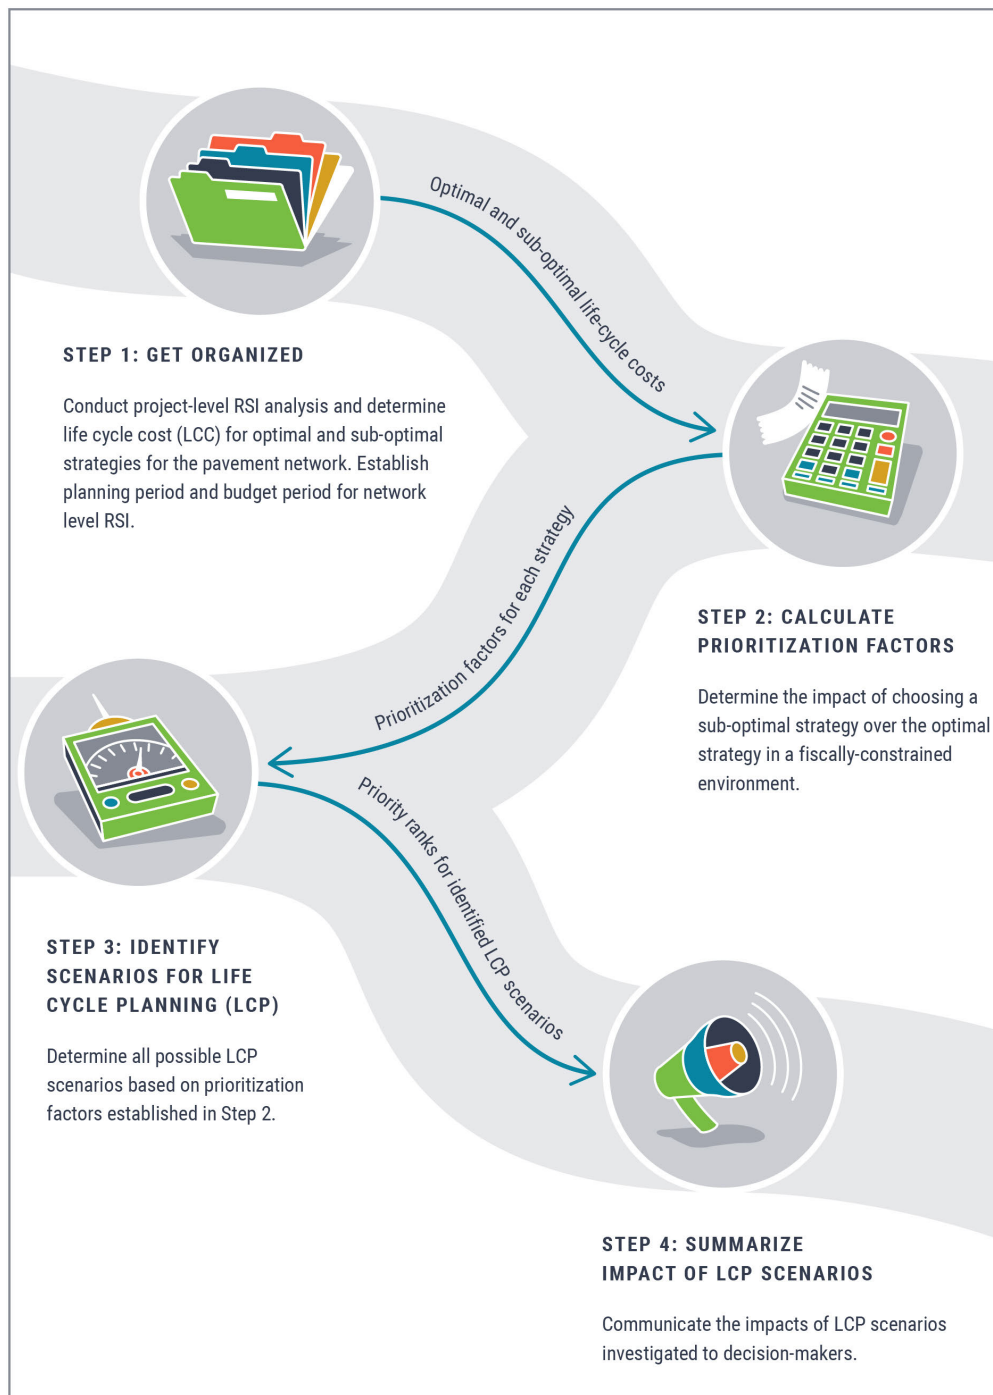 Optimal and sub-optimal life-cycle costs
STEP 1: GET ORGANIZED
Conduct project-level RSI analysis and determine
life cycle cost (LCC) for optimal and sub-optimal
strategies for the pavement network. Establish
planning period and budget period for network
level RSI.
Prioritization factors for each strategy
STEP 2: CALCULATE
PRIORITIZATION FACTORS
Determine the impact of choosing a
sub-optimal strategy over the optimal
strategy in a fiscally-constrained
environment.
Priority ranks for identified LCP scenarios
STEP 3: IDENTIFY
SCENARIOS FOR LIFE
CYCLE PLANNING (LCP)
Determine all possible LCP
scenarios based on prioritization
factors established in Step 2.
STEP 4: SUMMARIZE
IMPACT OF LCP SCENARIOS
Communicate the impacts of LCP scenarios
investigated to decision-makers.